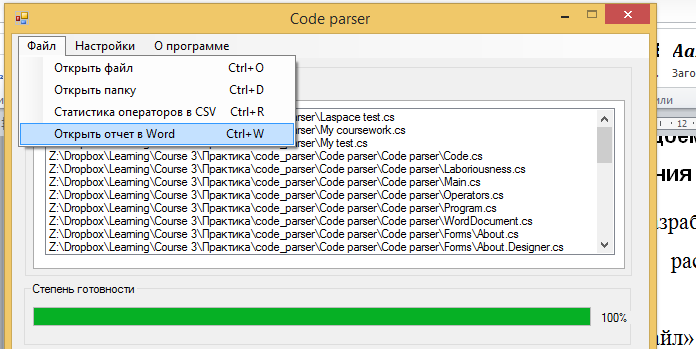 Code parser
Файл Настройки О программе
Открыть файл Ctrl+O
Открыть папку Ctrl+D
Статистика операторов в CSV Ctrl+R
Открыть отчет в Word Ctrl+W
parser\Laspace test.cs
parser\My coursework.cs
parser\My test.cs
Z:\Dropbox\Learning\Course 3\Практика\code_parser\Code parser\Code parser\Code.cs
Z:\Dropbox\Learning\Course 3\Практика\code_parser\Code parser\Code parser\Laboriousness.cs
Z:\Dropbox\Learning\Course 3\Практика\code_parser\Code parser\Code parser\Main.cs
Z:\Dropbox\Learning\Course 3\Практика\code_parser\Code parser\Code parser\Operators.cs
Z:\Dropbox\Learning\Course 3\Практика\code_parser\Code parser\Code parser\Program.cs
Z:\Dropbox\Learning\Course 3\Практика\code_parser\Code parser\Code parser\WordDocument.cs
Z:\Dropbox\Learning\Course 3\Практика\code_parser\Code parser\Code parser\Forms\About.cs
Z:\Dropbox\Learning\Course 3\Практика\code_parser\Code parser\Code parser\Forms\About.Designer.cs
Степень готовности
100%
Заго
12
ния
разраб
рас
айл»